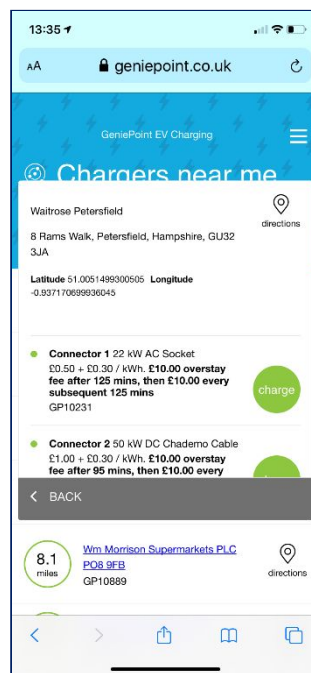 13:35
AA geniepoint.co.uk
GeniePoint EV Charging
Chargers near me
Waitrose Petersfield
directions
8 Rams Walk, Petersfield, Hampshire, GU32
3JA
Latitude 51.0051499300505 Longitude
-0.937170699936045
Connector 1 22 kW AC Socket
£0.50 + £0.30 / kWh. £10.00 overstay
fee after 125 mins, then £10.00 every
subsequent 125 mins
GP10231
charge
Connector 2 50 kW DC Chademo Cable
£1.00 + £0.30 / kWh. £10.00 overstay
fee after 95 mins, then £10.00 every
BACK
8.1
miles
Wm Morrison Supermarkets PLC
PO8 9FB
GP10889
directions